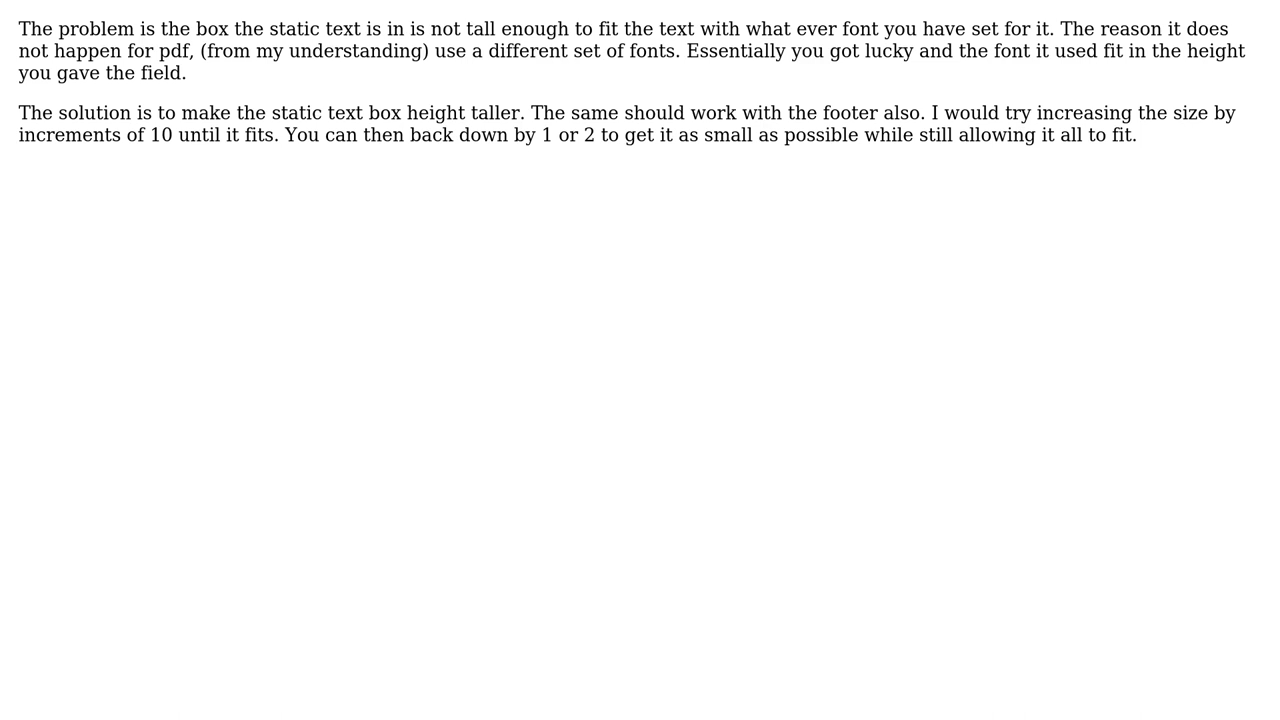 The problem is the box the static text is in is not tall enough to fit the text with what ever font you have set for it. The reason it does
not happen for pdf, (from my understanding) use a different set of fonts. Essentially you got lucky and the font it used fit in the height
you gave the field.
The solution is to make the static text box height taller. The same should work with the footer also. I would try increasing the size by
increments of 10 until it fits. You can then back down by 1 or 2 to get it as small as possible while still allowing it all to fit.